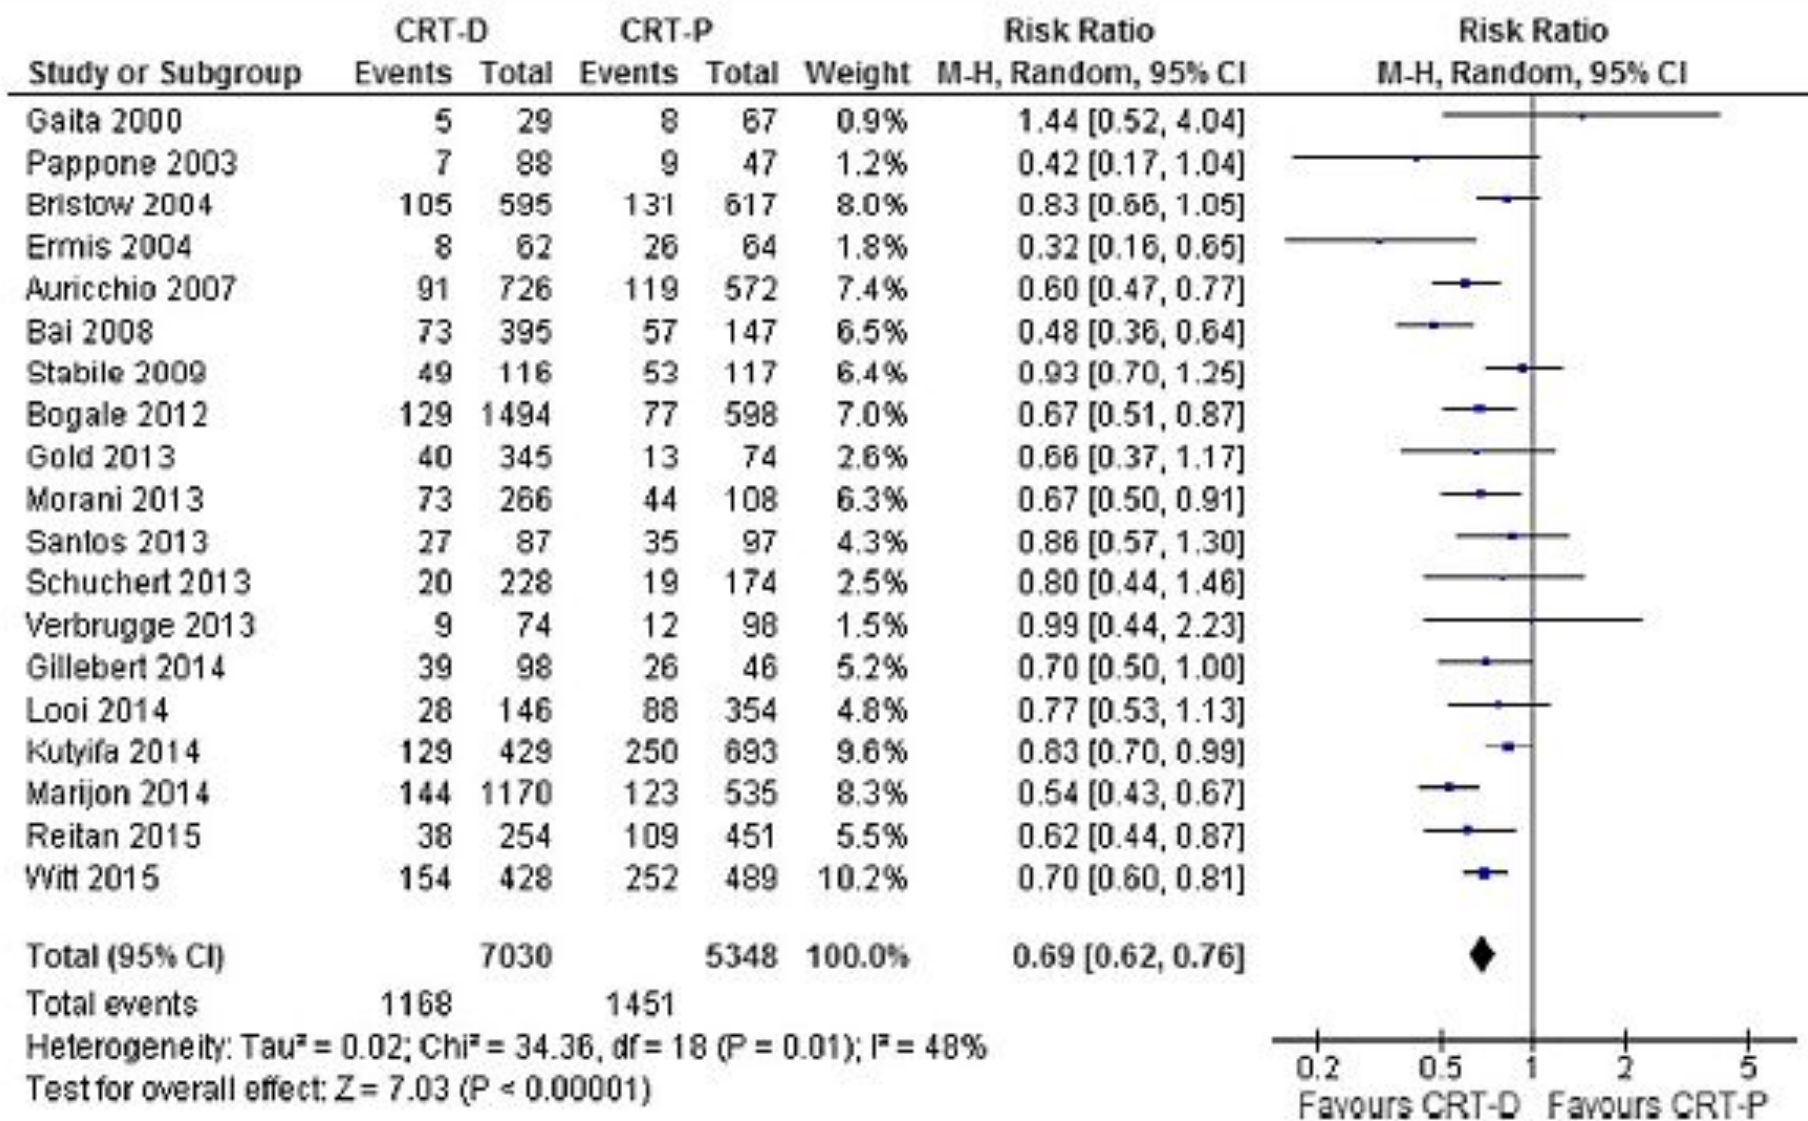 CRT-D CRT-P Risk Ratio Risk Ratio
Study or Subgroup Events Total Events Total Weight M-H, Random, 95% CI M-H, Random, 95% CI
Gaita 2000 5 29 8 67 0.9% 1.44 [0.52, 4.04]
Pappone 2003 7 88 9 47 1.2% 0.42 [0.17, 1.04]
Bristow 2004 105 595 131 617 8.0% 0.83 [0.66, 1.05]
Ermis 2004 8 62 26 64 1.8% 0.32 [0.16, 0.65]
Auricchio 2007 91 726 119 572 7.4% 0.60 [0.47, 0.77]
Bai 2008 73 395 57 147 6.5% 0.48 [0.36, 0.64]
Stabile 2009 49 116 53 117 6.4% 0.93 [0.70, 1.25]
Bogale 2012 129 1494 77 598 7.0% 0.67 [0.51, 0.87]
Gold 2013 40 345 13 74 2.6% 0.66 [0.37, 1.17]
Morani 2013 73 266 44 108 6.3% 0.67 [0.50, 0.91]
Santos 2013 27 87 35 97 4.3% 0.86 [0.57, 1.30]
Schuchert 2013 20 228 19 174 2.5% 0.80 [0.44, 1.46]
Verbrugge 2013 9 74 12 98 1.5% 0.99 [0.44, 2.23]
Gillebert 2014 39 98 26 46 5.2% 0.70 [0.50, 1.00]
Looi 2014 28 146 88 354 4.8% 0.77 [0.53, 1.13]
Kutyifa 2014 129 429 250 693 9.6% 0.83 [0.70, 0.99]
Marijon 2014 144 1170 123 535 8.3% 0.54 [0.43, 0.67]
Reitan 2015 38 254 109 451 5.5% 0.62 [0.44, 0.87]
Witt 2015 154 428 252 489 10.2% 0.70 [0.60, 0.81]
Total (95% CI) 7030 5348 100.0% 0.69 [0.62, 0.76]
Total events 1168 1451
Heterogeneity: Tau² = 0.02; Chi² = 34.36, df = 18 (P = 0.01); I² = 48%
Test for overall effect: Z = 7.03 (P < 0.00001)
0.2 0.5 1 2 5
Favours CRT-D Favours CRT-P